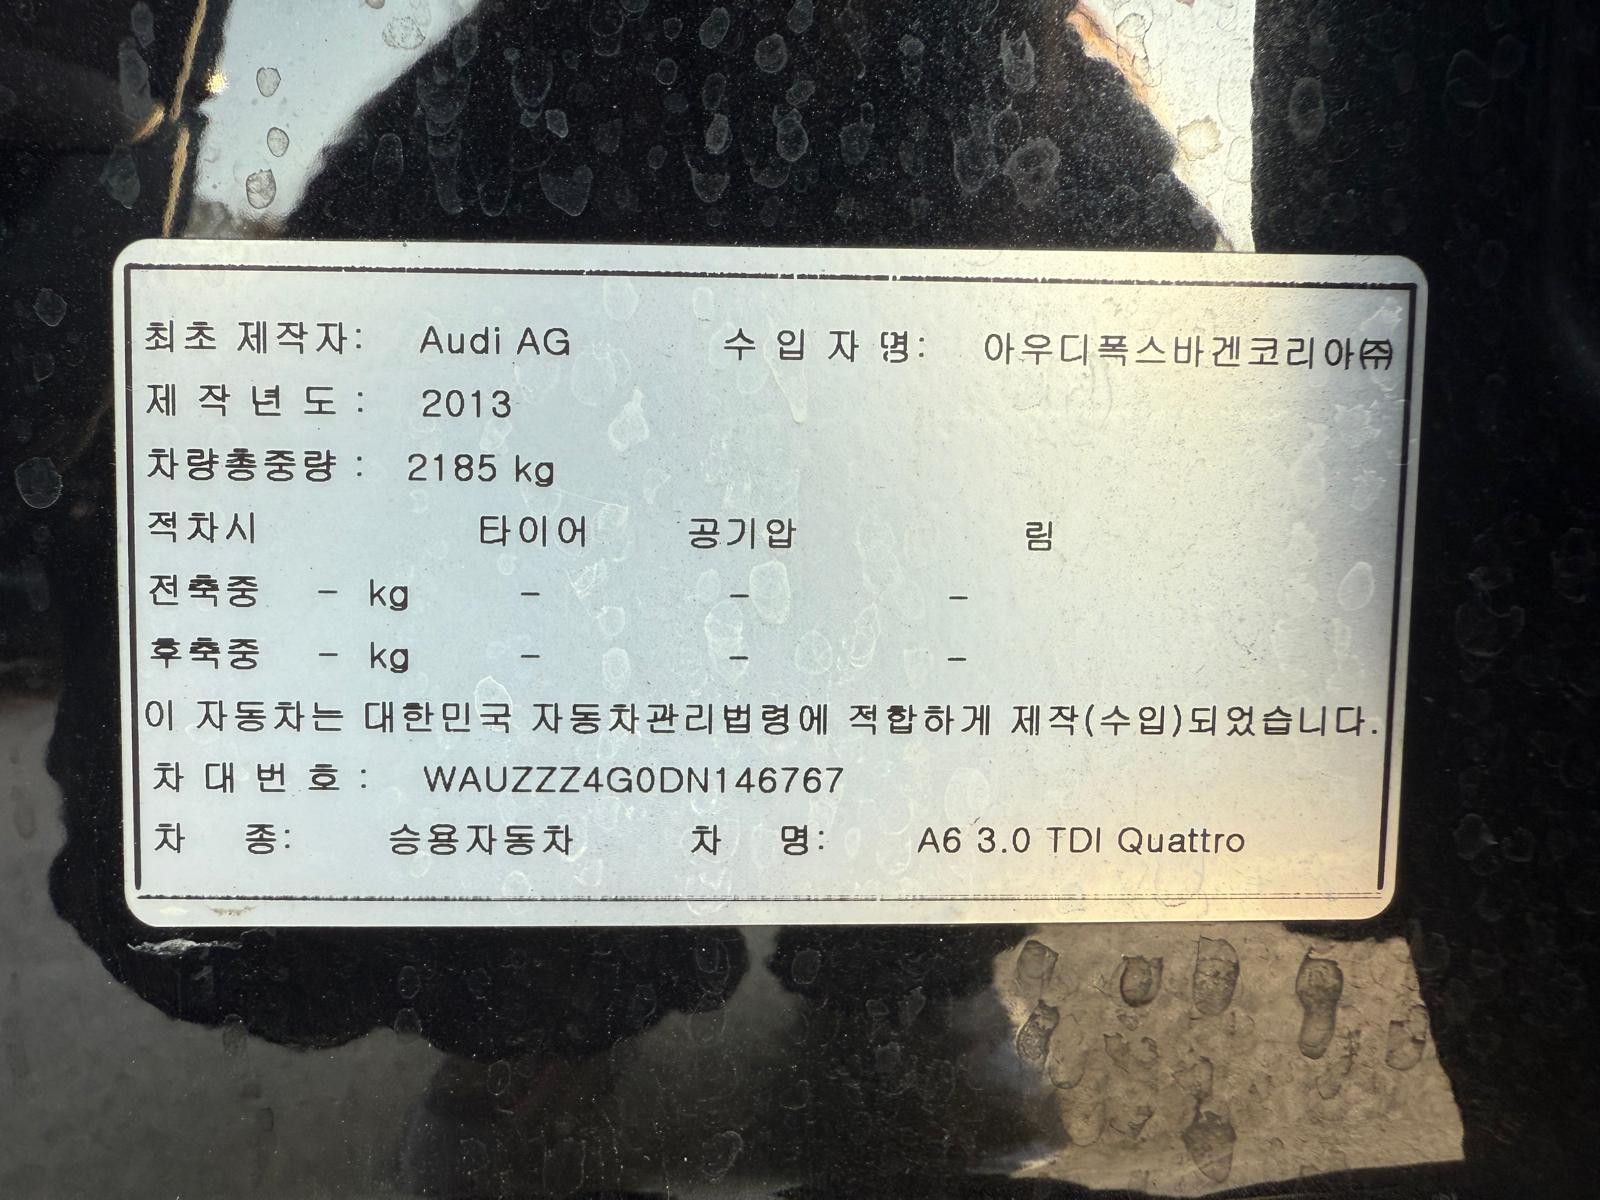 최초 제작자: Audi AG 수 입 자 명: 아우디폭스바겐코리아㈜
제 작 년 도 : 2013
차량총중량 : 2185 kg
적차시 타이어 공기압 림
전축중 - kg - - -
후축중 - kg - - -
이 자동차는 대한민국 자동차관리법령에 적합하게 제작(수입)되었습니다.
차 대 번 호 : WAUZZZ4G0DN146767
차 종: 승용자동차 차 명: A6 3.0 TDI Quattro